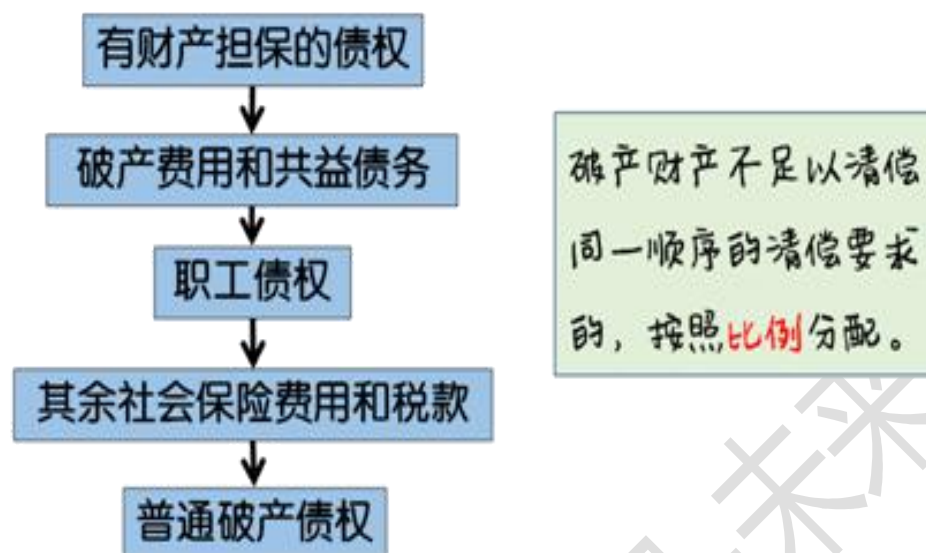 有财产担保的债权
破产费用和共益债务
职工债权
其余社会保险费用和税款
普通破产债权
破产财产不足以清偿
同一顺序的清偿要求
的，按照比例分配。
未来